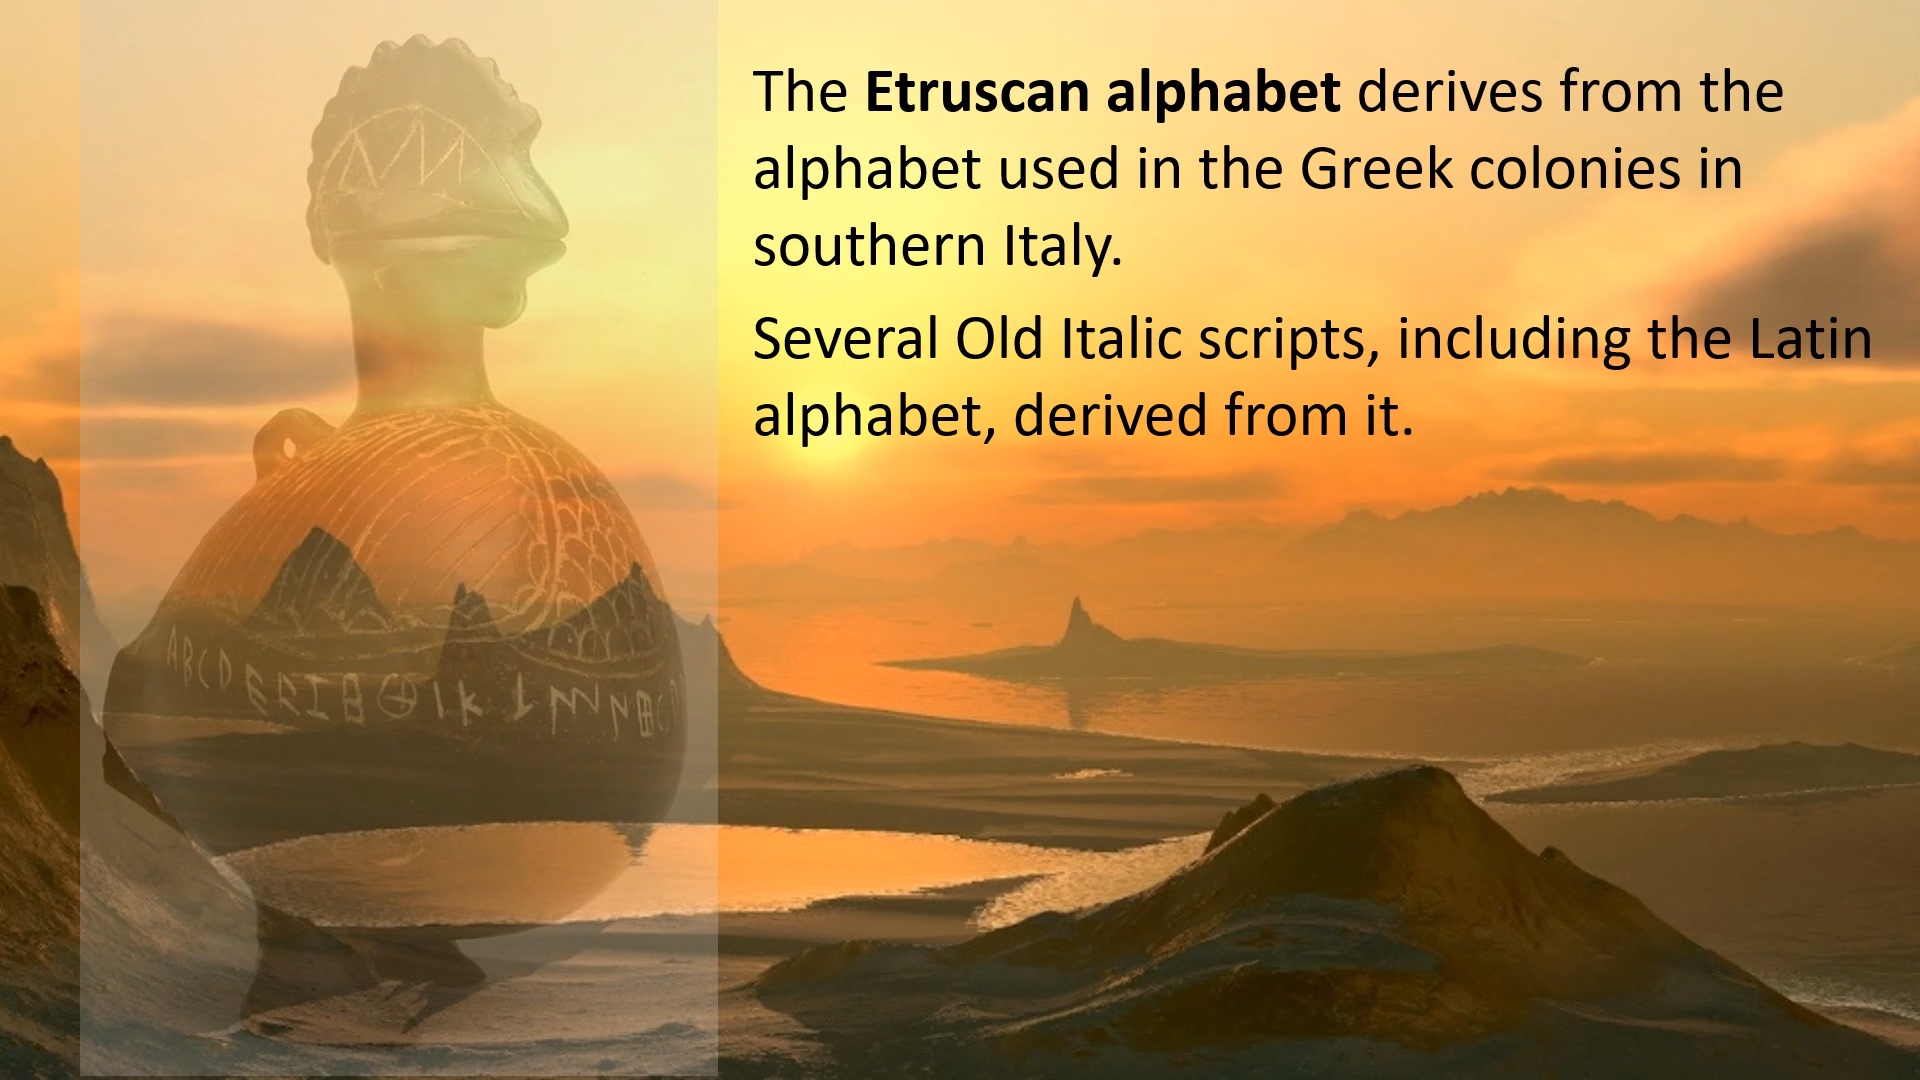 The Etruscan alphabet derives from the
alphabet used in the Greek colonies in
southern Italy.
Several Old Italic scripts, including the Latin
alphabet, derived from it.